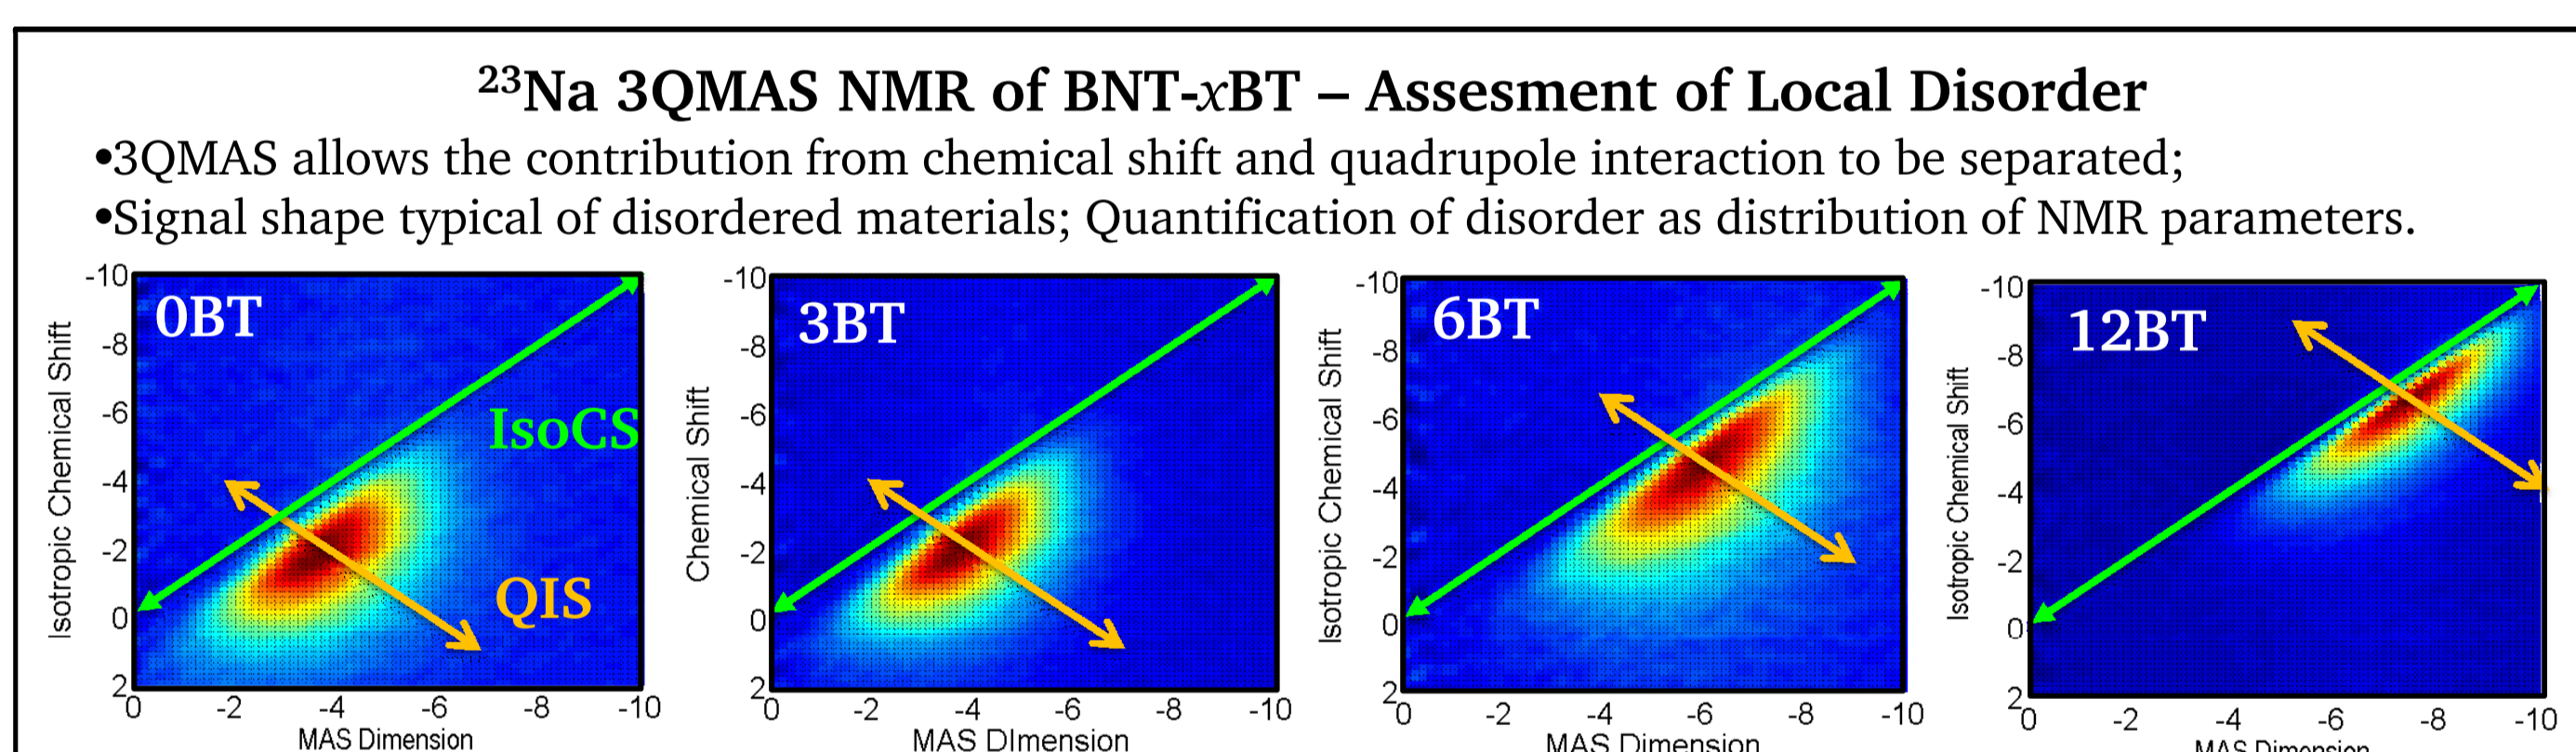 ²³Na 3QMAS NMR of BNT-xBT – Assesment of Local Disorder
•3QMAS allows the contribution from chemical shift and quadrupole interaction to be separated;
•Signal shape typical of disordered materials; Quantification of disorder as distribution of NMR parameters.
Isotropic Chemical Shift
-10
-8
-6
-4
-2
0
2
0BT
IsoCS
QIS
0 -2 -4 -6 -8 -10
MAS Dimension
Chemical Shift
-10
-8
-6
-4
-2
0
2
3BT
0 -2 -4 -6 -8 -10
MAS DImension
Isotropic Chemical Shift
-10
-8
-6
-4
-2
0
2
6BT
0 -2 -4 -6 -8 -10
MAS Dimension
Isotropic Chemical Shift
-10
-8
-6
-4
-2
0
2
12BT
0 -2 -4 -6 -8 -10
MAS Dimension